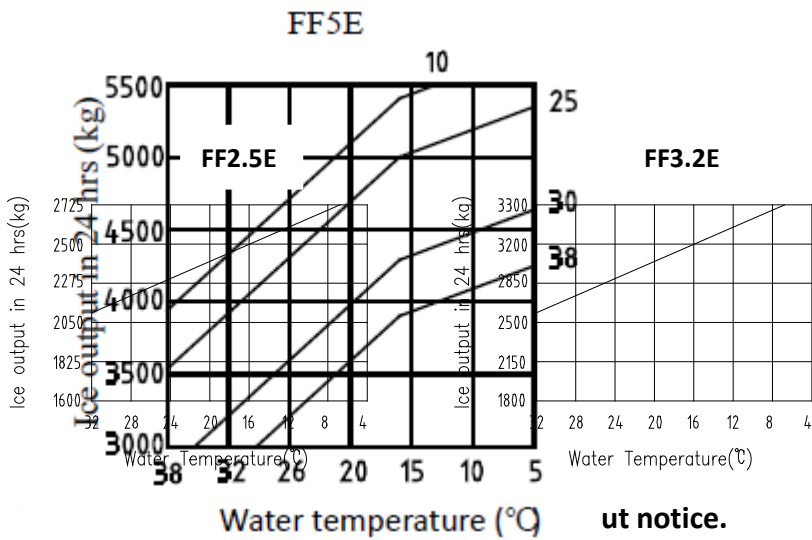 FF5E
10
5500
25
5000
FF2.5E
FF3.2E
2725
3300
30
4500
2500
3200
38
2275
2850
4000
2050
2500
3500
1825
2150
1600
1800
3000
Ice output in 24 hrs (kg)
Ice output in 24 hrs(kg)
Ice output in 24 hrs(kg)
32 28 24 20 16 12 8 4
32 28 24 20 16 12 8 4
Water Temperature(℃)
Water Temperature(℃)
38 32 26 20 15 10 5
Water temperature (℃)
ut notice.